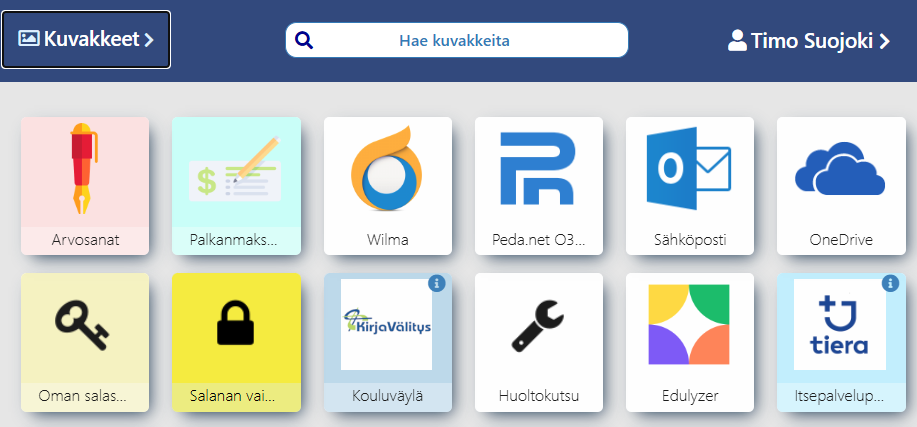 Kuvakkeet
Hae kuvakkeita
Timo Suojoki
Arvosanat
$
Palkanmaks...
Wilma
Peda.net O3...
O
Sähköposti
OneDrive
Oman salas...
Salanan vai...
KirjaVälitys
Kouluväylä
Huoltokutsu
Edulyzer
tiera
Itsepalvelup...